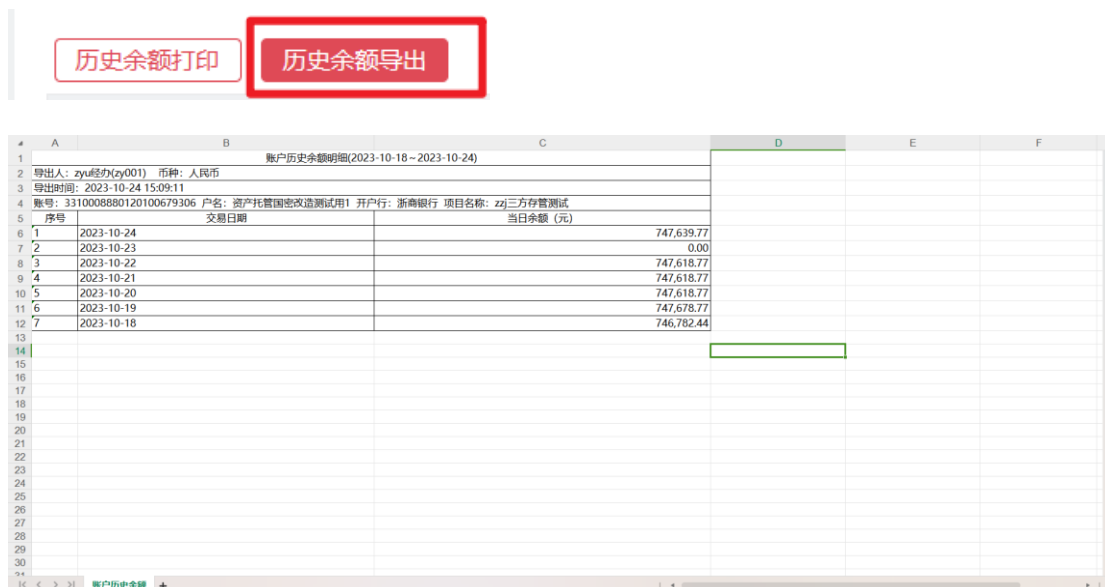 历史余额打印 历史余额导出
A B C D E F
1 账户历史余额明细(2023-10-18～2023-10-24)
2 导出人：zyu经办(zy001) 币种：人民币
3 导出时间：2023-10-24 15:09:11
4 账号：3310008880120100679306 户名：资产托管国密改造测试用1 开户行：浙商银行 项目名称：zzj三方存管测试
5 序号 交易日期 当日余额（元）
6 1 2023-10-24 747,639.77
7 2 2023-10-23 0.00
8 3 2023-10-22 747,618.77
9 4 2023-10-21 747,618.77
10 5 2023-10-20 747,618.77
11 6 2023-10-19 747,678.77
12 7 2023-10-18 746,782.44
13
14
15
16
17
18
19
20
21
22
23
24
25
26
27
28
29
30
账户历史余额 +